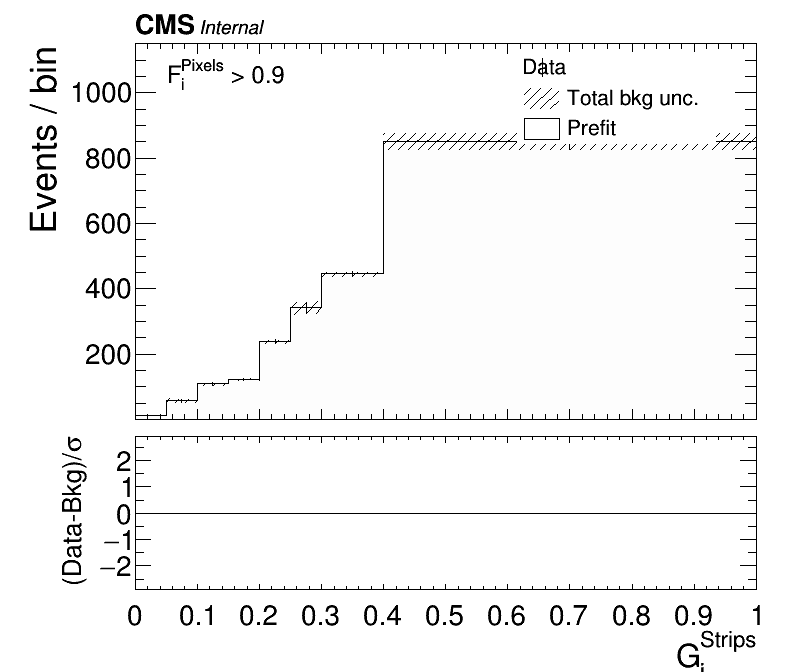 CMS Internal
F_i^Pixels > 0.9
Data
Total bkg unc.
Prefit
Events / bin
1000
800
600
400
200
(Data-Bkg)/σ
2
1
0
−1
−2
0 0.1 0.2 0.3 0.4 0.5 0.6 0.7 0.8 0.9 1
G_i^Strips